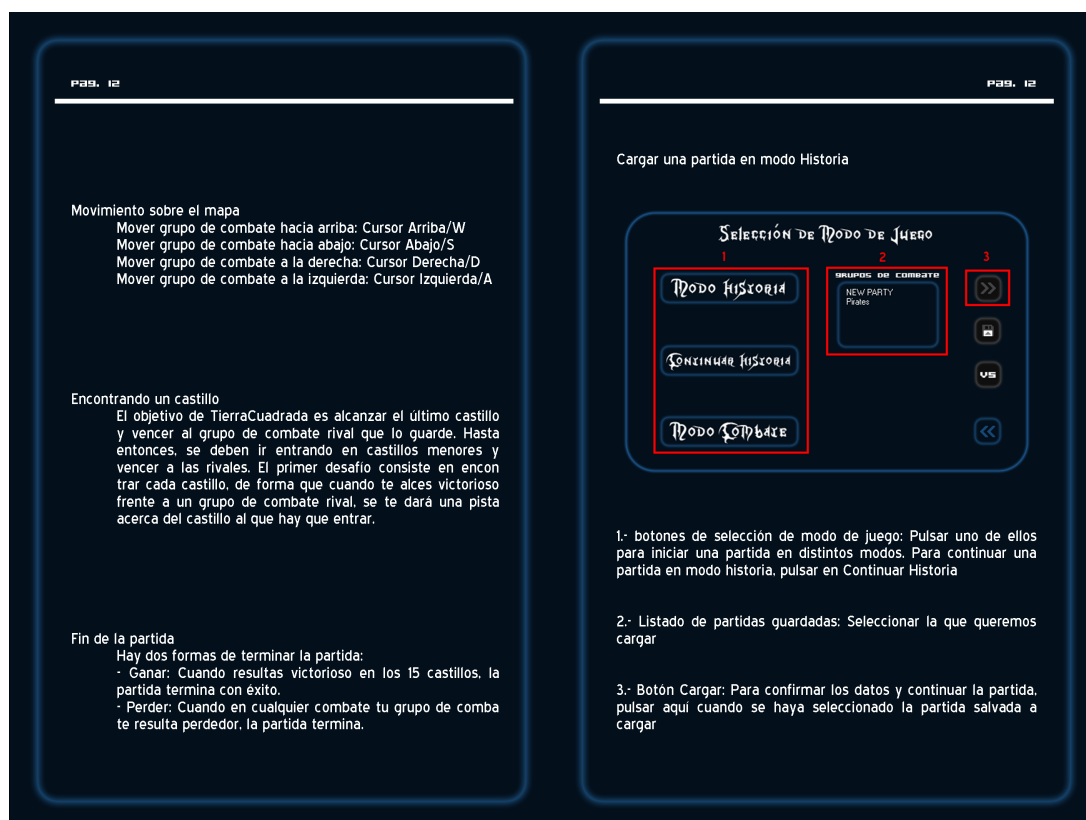 Pag. 12
Movimiento sobre el mapa
Mover grupo de combate hacia arriba: Cursor Arriba/W
Mover grupo de combate hacia abajo: Cursor Abajo/S
Mover grupo de combate a la derecha: Cursor Derecha/D
Mover grupo de combate a la izquierda: Cursor Izquierda/A
Encontrando un castillo
El objetivo de TierraCuadrada es alcanzar el último castillo
y vencer al grupo de combate rival que lo guarde. Hasta
entonces, se deben ir entrando en castillos menores y
vencer a las rivales. El primer desafío consiste en encon
trar cada castillo, de forma que cuando te alces victorioso
frente a un grupo de combate rival, se te dará una pista
acerca del castillo al que hay que entrar.
Fin de la partida
Hay dos formas de terminar la partida:
- Ganar: Cuando resultas victorioso en los 15 castillos, la
partida termina con éxito.
- Perder: Cuando en cualquier combate tu grupo de comba
te resulta perdedor, la partida termina.
Pag. 12
Cargar una partida en modo Historia
Selección de Modo de Juego
1
2
3
grupos de combate
Modo Historia
NEW PARTY
Pirates
Continuar Historia
VS
Modo Combate
1.- botones de selección de modo de juego: Pulsar uno de ellos
para iniciar una partida en distintos modos. Para continuar una
partida en modo historia, pulsar en Continuar Historia
2.- Listado de partidas guardadas: Seleccionar la que queremos
cargar
3.- Botón Cargar: Para confirmar los datos y continuar la partida,
pulsar aquí cuando se haya seleccionado la partida salvada a
cargar